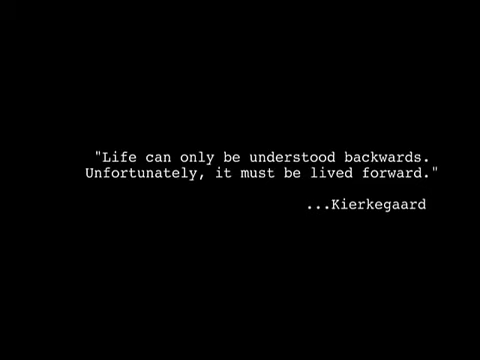 "Life can only be understood backwards.
Unfortunately, it must be lived forward."
...Kierkegaard